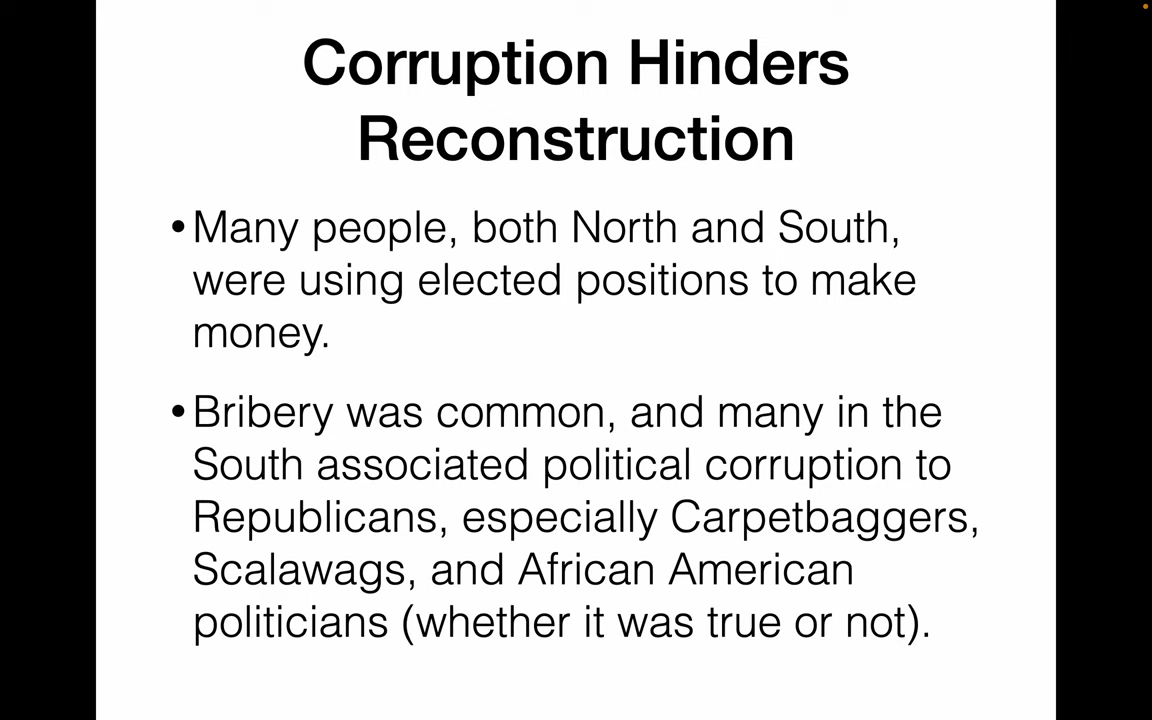 Corruption Hinders
Reconstruction
•Many people, both North and South,
were using elected positions to make
money.
•Bribery was common, and many in the
South associated political corruption to
Republicans, especially Carpetbaggers,
Scalawags, and African American
politicians (whether it was true or not).